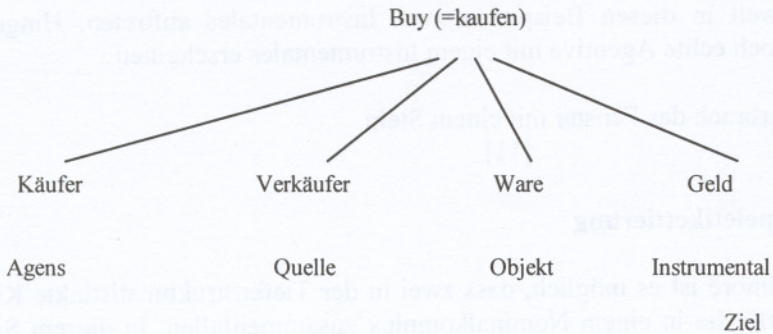 Buy (=kaufen)
Käufer Verkäufer Ware Geld
Agens Quelle Objekt Instrumental
Ziel